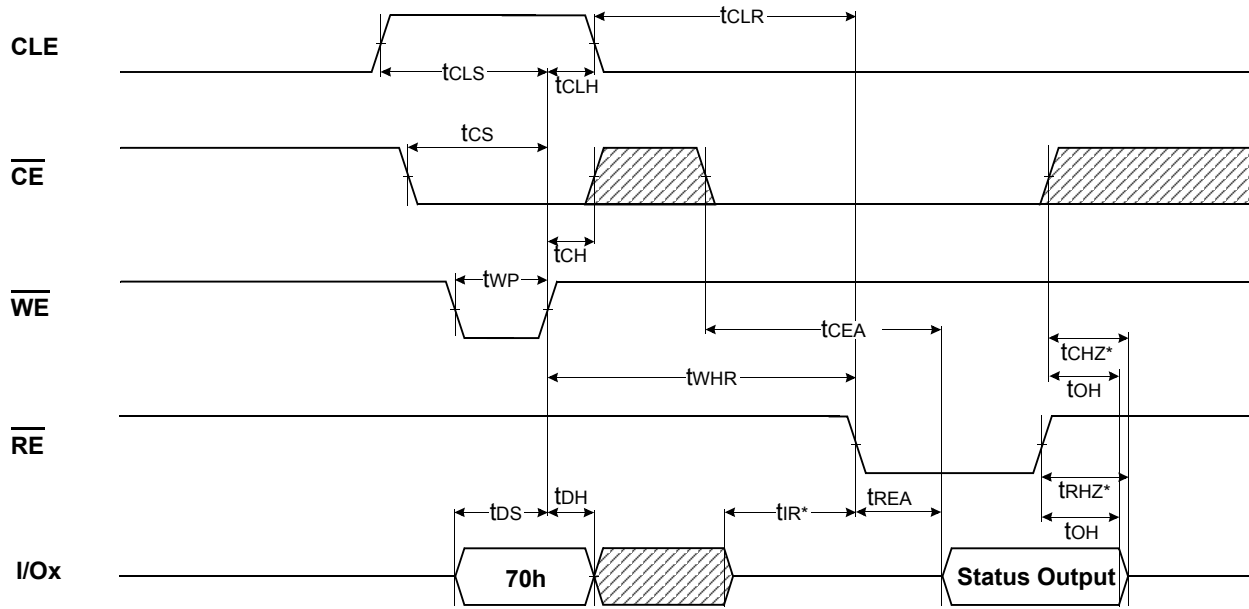 CLE
tCLR
tCLS
tCLH
CE
tCS
tCH
WE
tWP
tCEA
tCHZ*
tOH
tWHR
RE
tRHZ*
tOH
tDS
tDH
tIR*
tREA
I/Ox
70h
Status Output